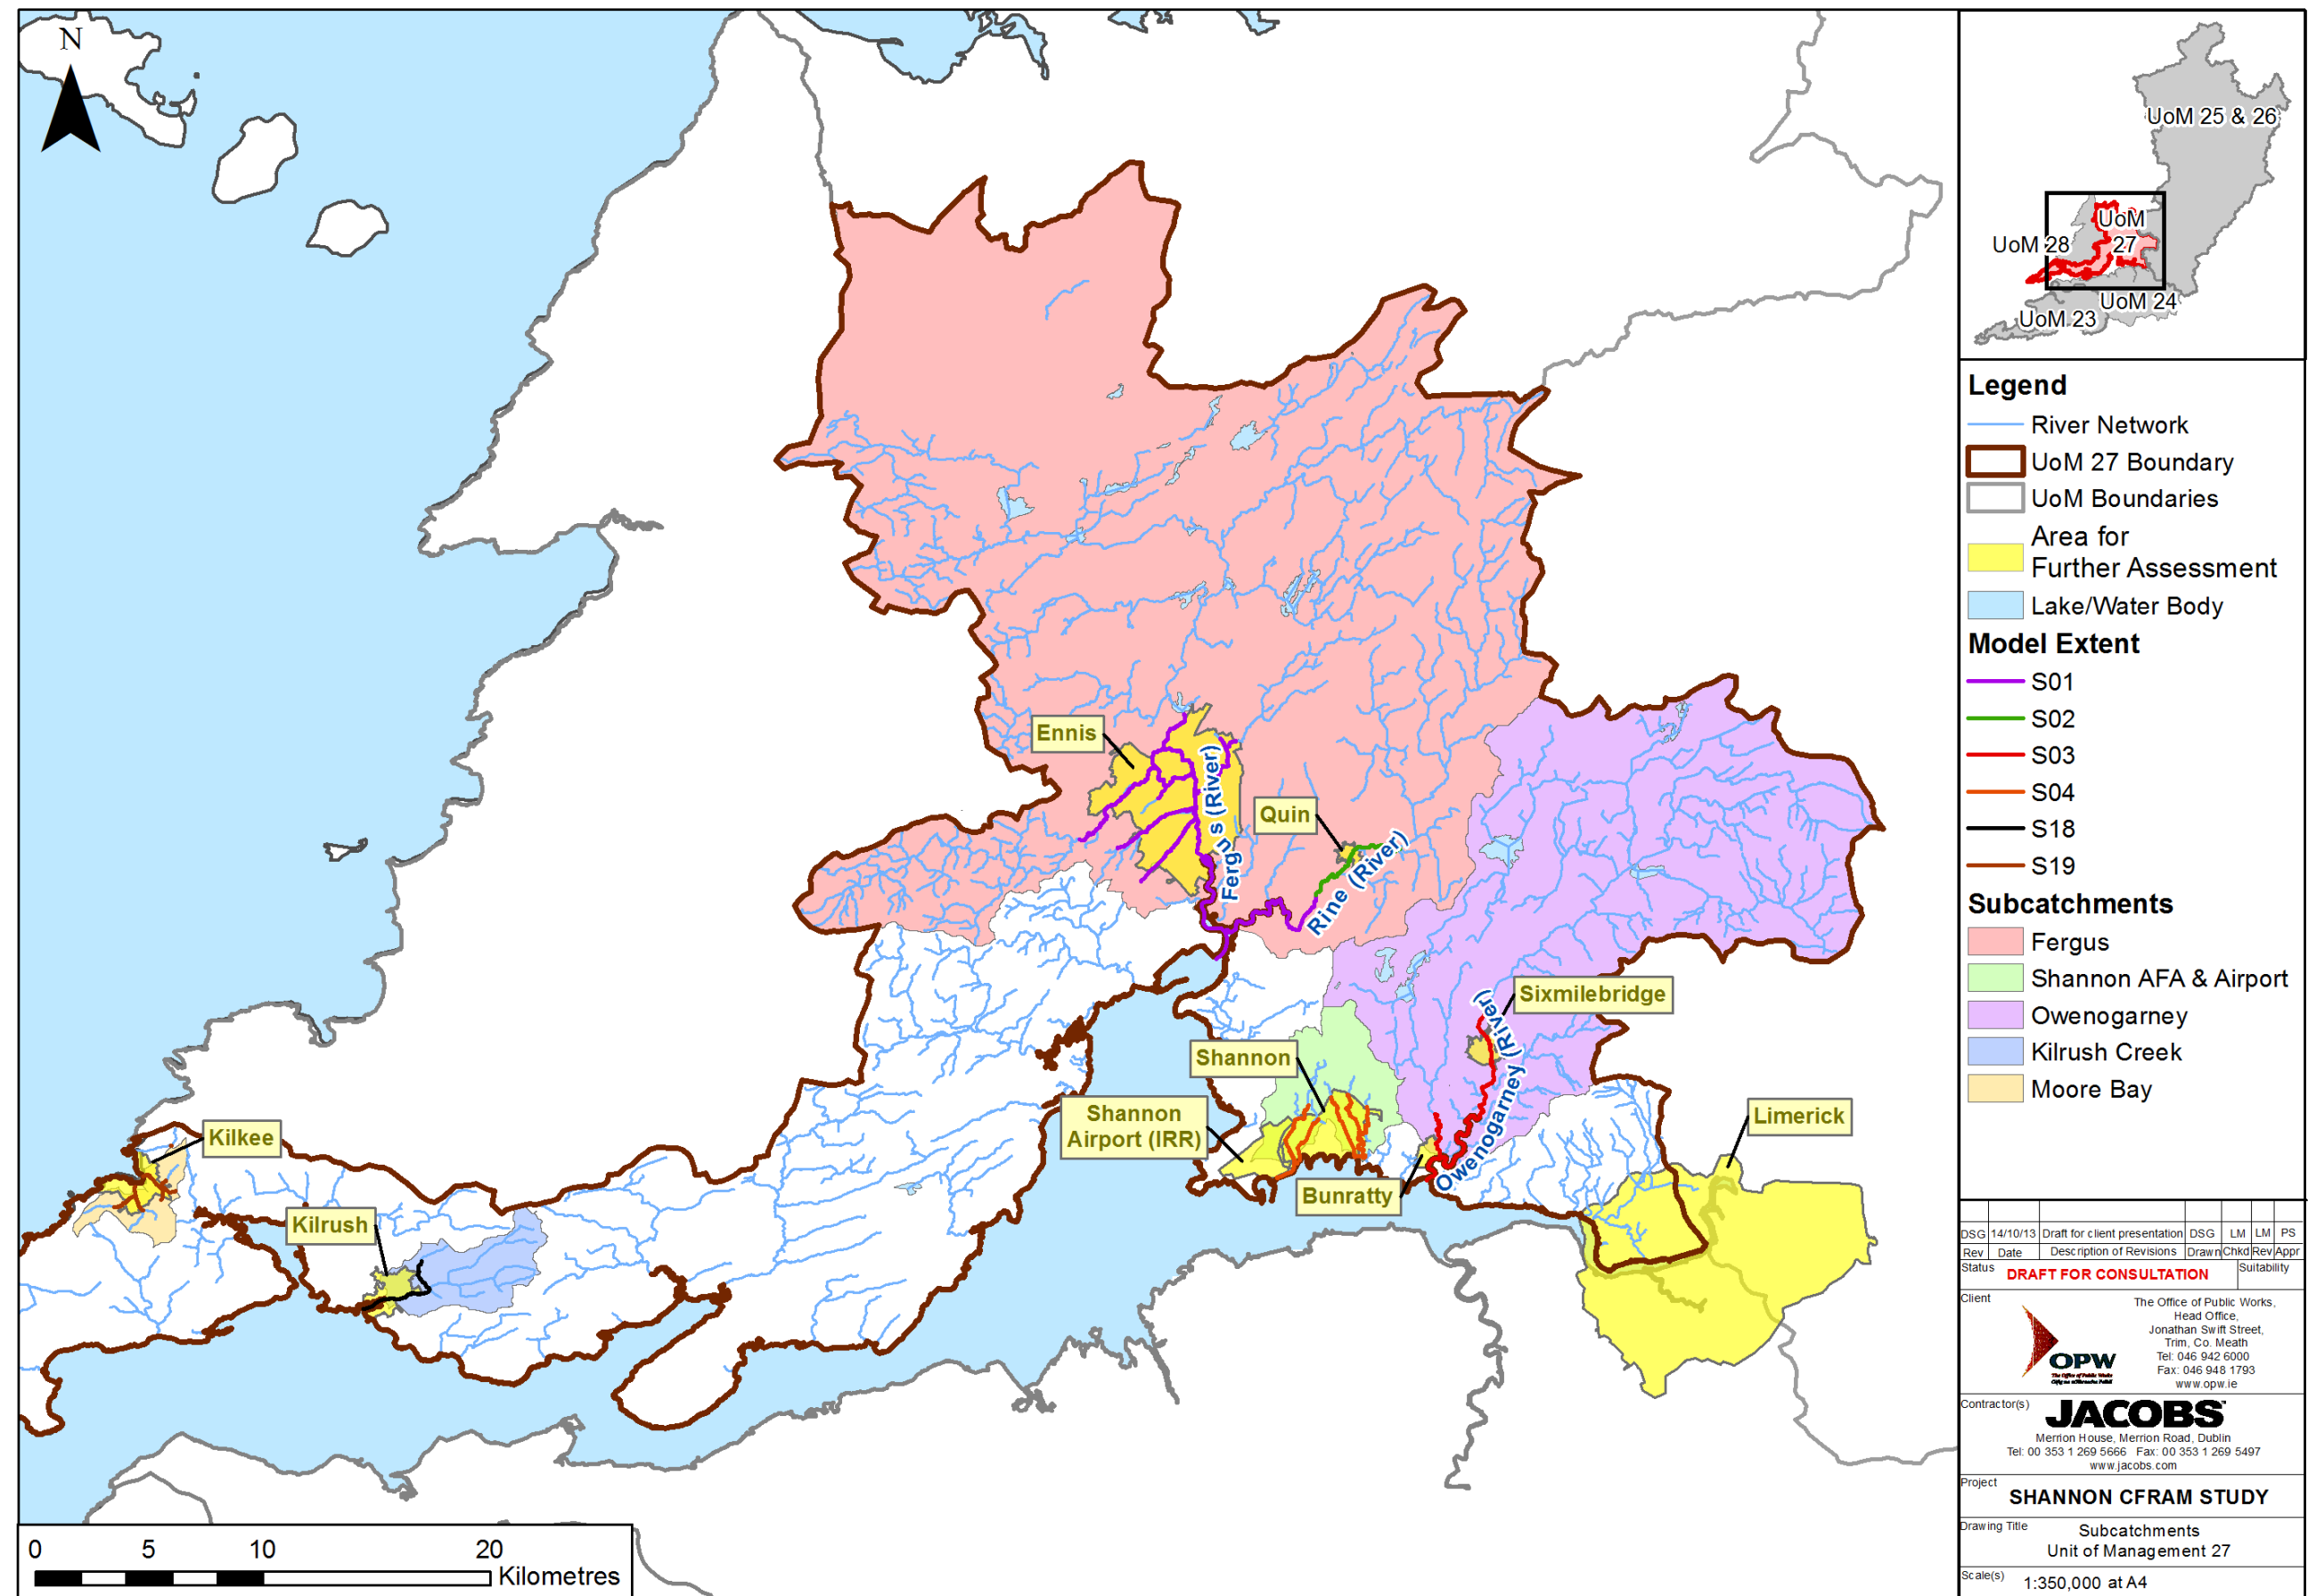 N
Ennis
Fergus (River)
Quin
Rine (River)
Sixmilebridge
Owenogarney (River)
Shannon
Shannon
Airport (IRR)
Bunratty
Limerick
Kilkee
Kilrush
0 5 10 20
Kilometres
UoM 25 & 26
UoM
27
UoM 28
UoM 24
UoM 23
Legend
River Network
UoM 27 Boundary
UoM Boundaries
Area for
Further Assessment
Lake/Water Body
Model Extent
S01
S02
S03
S04
S18
S19
Subcatchments
Fergus
Shannon AFA & Airport
Owenogarney
Kilrush Creek
Moore Bay
DSG 14/10/13 Draft for client presentation DSG LM LM PS
Rev Date Description of Revisions Drawn Chkd Rev Appr
Status DRAFT FOR CONSULTATION Suitability
Client
The Office of Public Works,
Head Office,
Jonathan Swift Street,
Trim, Co. Meath
Tel: 046 942 6000
Fax: 046 948 1793
www.opw.ie
OPW
The Office of Public Works
Contractor(s)
JACOBS
Merrion House, Merrion Road, Dublin
Tel: 00 353 1 269 5666 Fax: 00 353 1 269 5497
www.jacobs.com
Project
SHANNON CFRAM STUDY
Drawing Title
Subcatchments
Unit of Management 27
Scale(s) 1:350,000 at A4